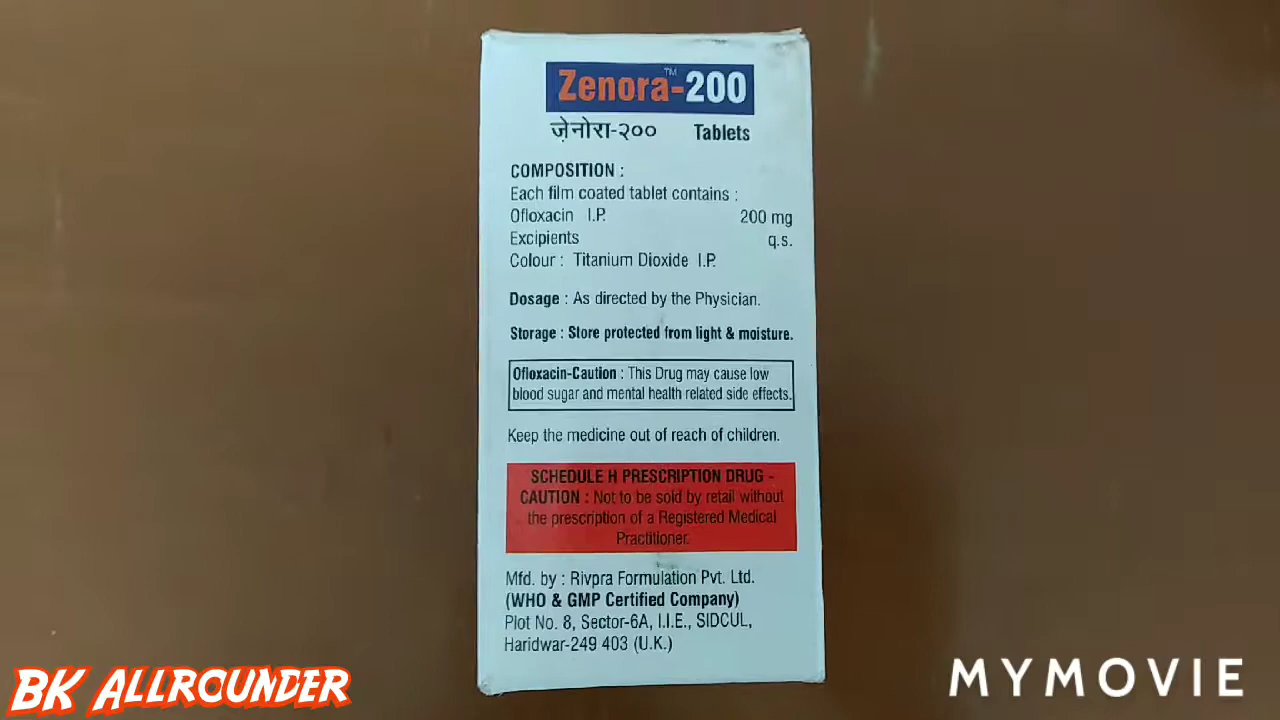 Zenora™-200
ज़ेनोरा-२०० Tablets
COMPOSITION :
Each film coated tablet contains :
Ofloxacin I.P. 200 mg
Excipients q.s.
Colour : Titanium Dioxide I.P.
Dosage : As directed by the Physician.
Storage : Store protected from light & moisture.
Ofloxacin-Caution : This Drug may cause low
blood sugar and mental health related side effects.
Keep the medicine out of reach of children.
SCHEDULE H PRESCRIPTION DRUG -
CAUTION : Not to be sold by retail without
the prescription of a Registered Medical
Practitioner.
Mfd. by : Rivpra Formulation Pvt. Ltd.
(WHO & GMP Certified Company)
Plot No. 8, Sector-6A, I.I.E., SIDCUL,
Haridwar-249 403 (U.K.)
BK ALLROUNDER
MYMOVIE